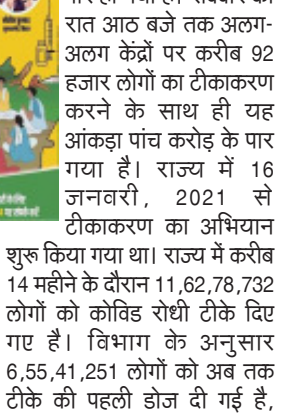 रात आठ बजे तक अलग-
अलग केंद्रों पर करीब 92
हजार लोगों का टीकाकरण
करने के साथ ही यह
आंकड़ा पांच करोड़ के पार
गया है। राज्य में 16
जनवरी, 2021 से
टीकाकरण का अभियान
शुरू किया गया था। राज्य में करीब
14 महीने के दौरान 11,62,78,732
लोगों को कोविड रोधी टीके दिए
गए है। विभाग के अनुसार
6,55,41,251 लोगों को अब तक
टीके की पहली डोज दी गई है,